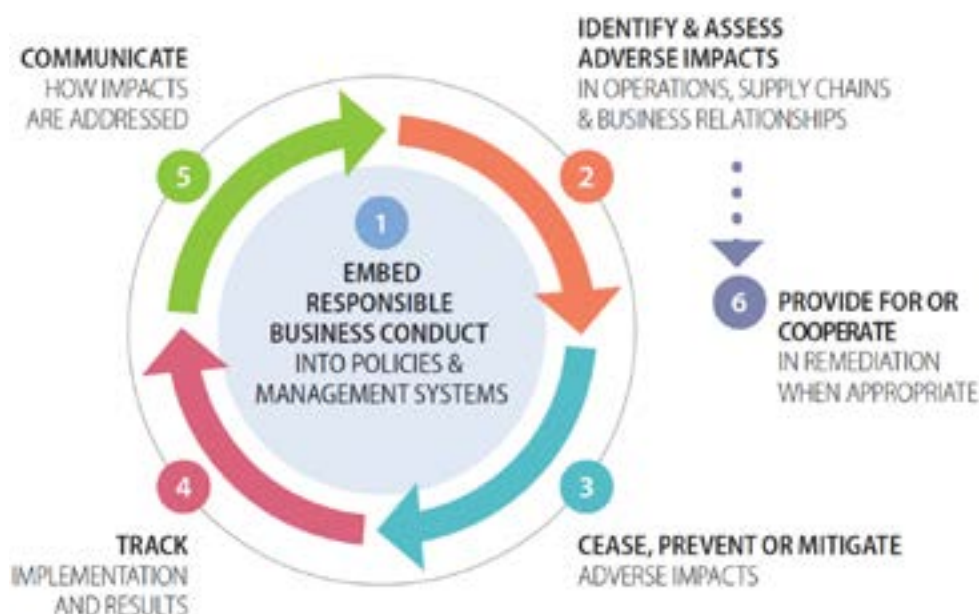 1
EMBED
RESPONSIBLE
BUSINESS CONDUCT
INTO POLICIES &
MANAGEMENT SYSTEMS
2
IDENTIFY & ASSESS
ADVERSE IMPACTS
IN OPERATIONS, SUPPLY CHAINS
& BUSINESS RELATIONSHIPS
3
CEASE, PREVENT OR MITIGATE
ADVERSE IMPACTS
4
TRACK
IMPLEMENTATION
AND RESULTS
5
COMMUNICATE
HOW IMPACTS
ARE ADDRESSED
6
PROVIDE FOR OR
COOPERATE
IN REMEDIATION
WHEN APPROPRIATE